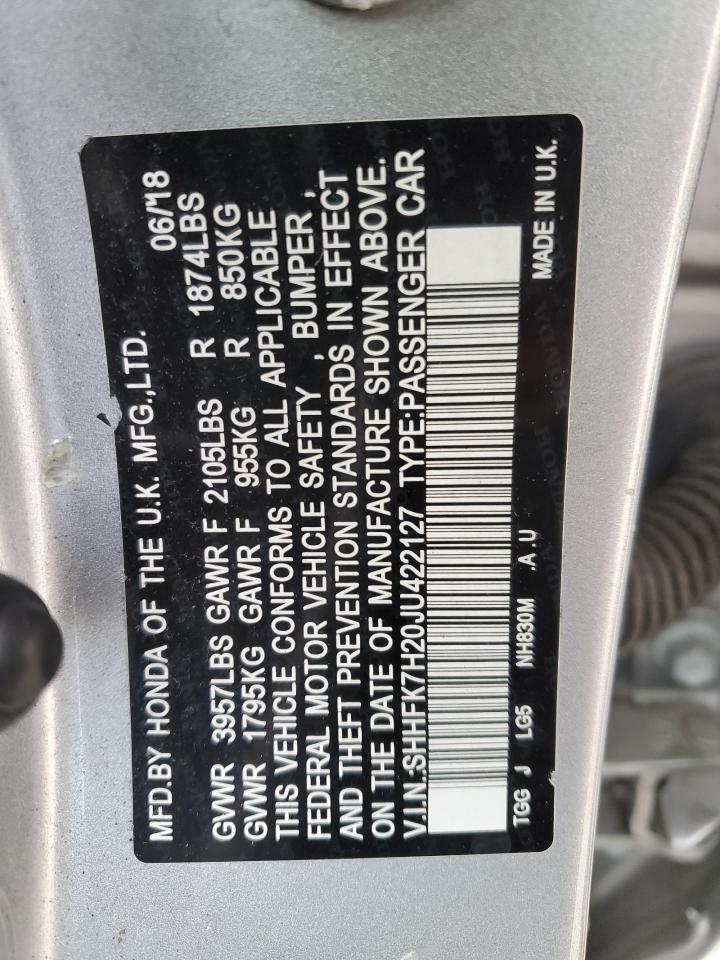 MFD.BY HONDA OF THE U.K. MFG.,LTD. 06/18
GVWR 3957LBS GAWR F 2105LBS R 1874LBS
GVWR 1795KG GAWR F 955KG R 850KG
THIS VEHICLE CONFORMS TO ALL APPLICABLE
FEDERAL MOTOR VEHICLE SAFETY , BUMPER ,
AND THEFT PREVENTION STANDARDS IN EFFECT
ON THE DATE OF MANUFACTURE SHOWN ABOVE.
V.I.N:SHHFK7H20JU422127 TYPE:PASSENGER CAR
TGG J LG5 NH830M .A.U MADE IN U.K.